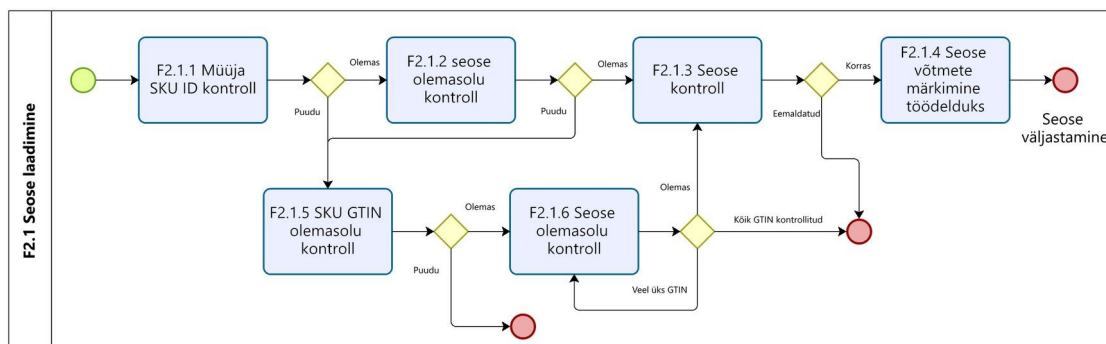 F2.1 Seose laadimine
F2.1.1 Müüja
SKU ID kontroll
Olemas
Puudu
F2.1.2 seose
olemasolu
kontroll
Olemas
Puudu
F2.1.3 Seose
kontroll
Korras
Eemaldatud
F2.1.4 Seose
võtmete
märkimine
töödelduks
Seose
väljastamine
F2.1.5 SKU GTIN
olemasolu
kontroll
Olemas
Puudu
F2.1.6 Seose
olemasolu
kontroll
Olemas
Kõik GTIN kontrollitud
Veel üks GTIN